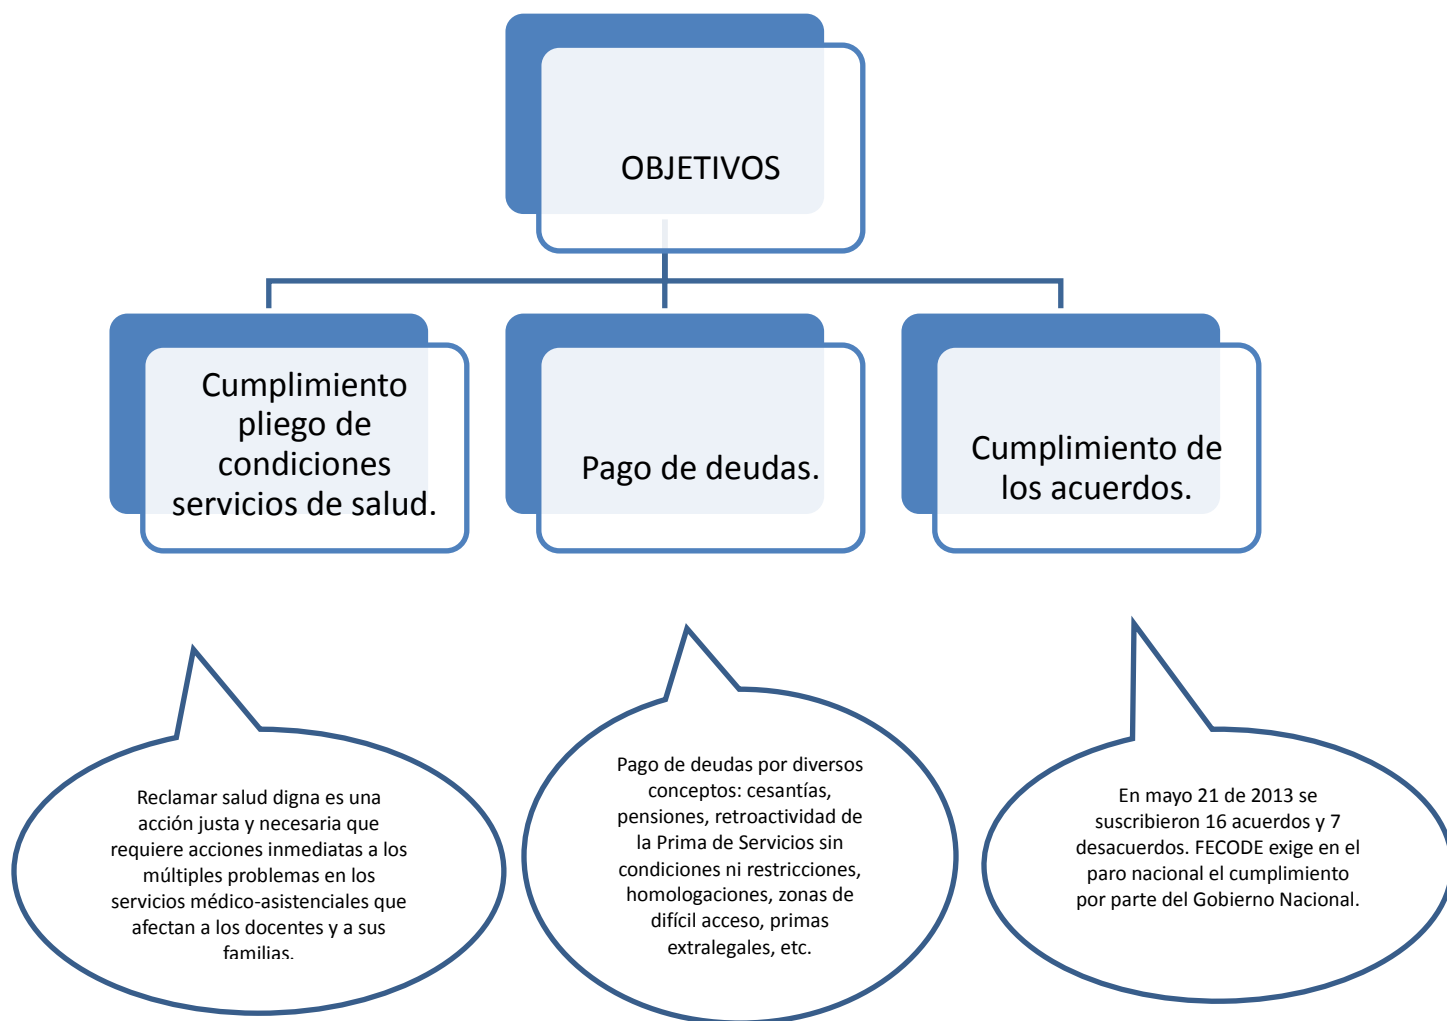 OBJETIVOS
Cumplimiento
pliego de
condiciones
servicios de salud.
Pago de deudas.
Cumplimiento de
los acuerdos.
Reclamar salud digna es una
acción justa y necesaria que
requiere acciones inmediatas a los
múltiples problemas en los
servicios médico-asistenciales que
afectan a los docentes y a sus
familias.
Pago de deudas por diversos
conceptos: cesantías,
pensiones, retroactividad de
la Prima de Servicios sin
condiciones ni restricciones,
homologaciones, zonas de
difícil acceso, primas
extralegales, etc.
En mayo 21 de 2013 se
suscribieron 16 acuerdos y 7
desacuerdos. FECODE exige en el
paro nacional el cumplimiento
por parte del Gobierno Nacional.